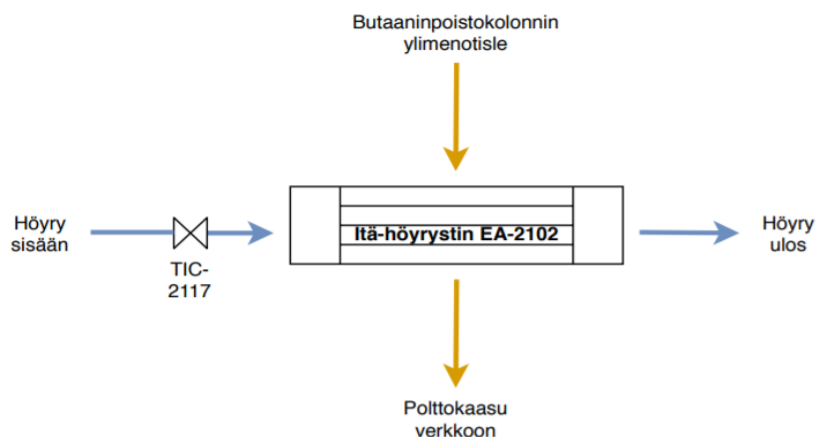 Butaaninpoistokolonnin
ylimenotisle
Höyry
sisään
TIC-
2117
Itä-höyrystin EA-2102
Höyry
ulos
Polttokaasu
verkkoon